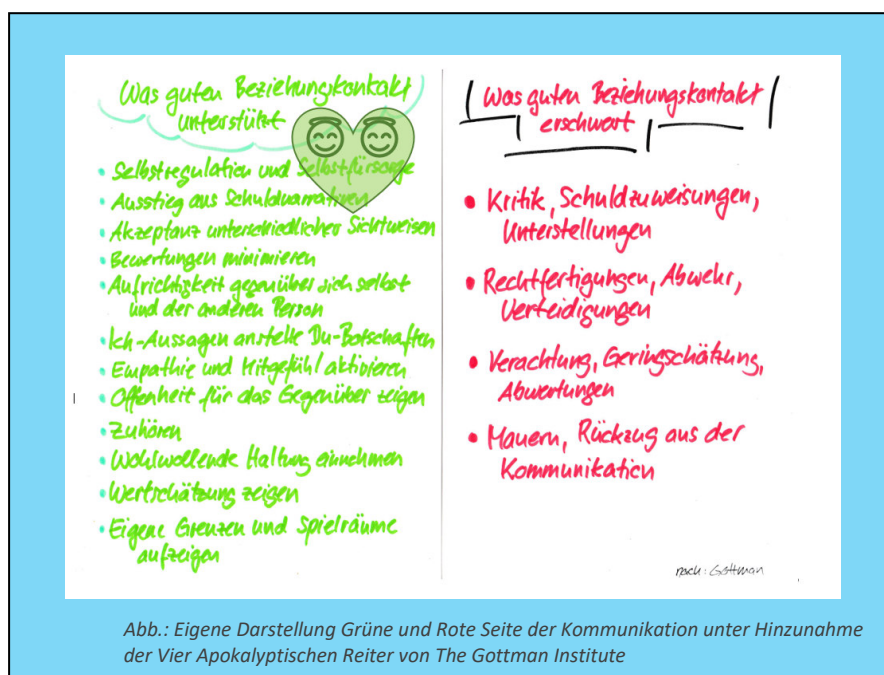 Was guten Beziehungskontakt
unterstützt
• Selbstregulation und Selbstfürsorge
• Ausstieg aus Schuldnarrativen
• Akzeptanz unterschiedlicher Sichtweisen
• Bewertungen minimieren
• Aufrichtigkeit gegenüber sich selbst
und der anderen Person
• Ich-Aussagen anstelle Du-Botschaften
• Empathie und Mitgefühl aktivieren
• Offenheit für das Gegenüber zeigen
• Zuhören
• Wohlwollende Haltung einnehmen
• Wertschätzung zeigen
• Eigene Grenzen und Spielräume
aufzeigen
Was guten Beziehungskontakt
erschwert
• Kritik, Schuldzuweisungen,
Unterstellungen
• Rechtfertigungen, Abwehr,
Verteidigungen
• Verachtung, Geringschätzung,
Abwertungen
• Mauern, Rückzug aus der
Kommunikation
nach: Gottman
Abb.: Eigene Darstellung Grüne und Rote Seite der Kommunikation unter Hinzunahme
der Vier Apokalyptischen Reiter von The Gottman Institute